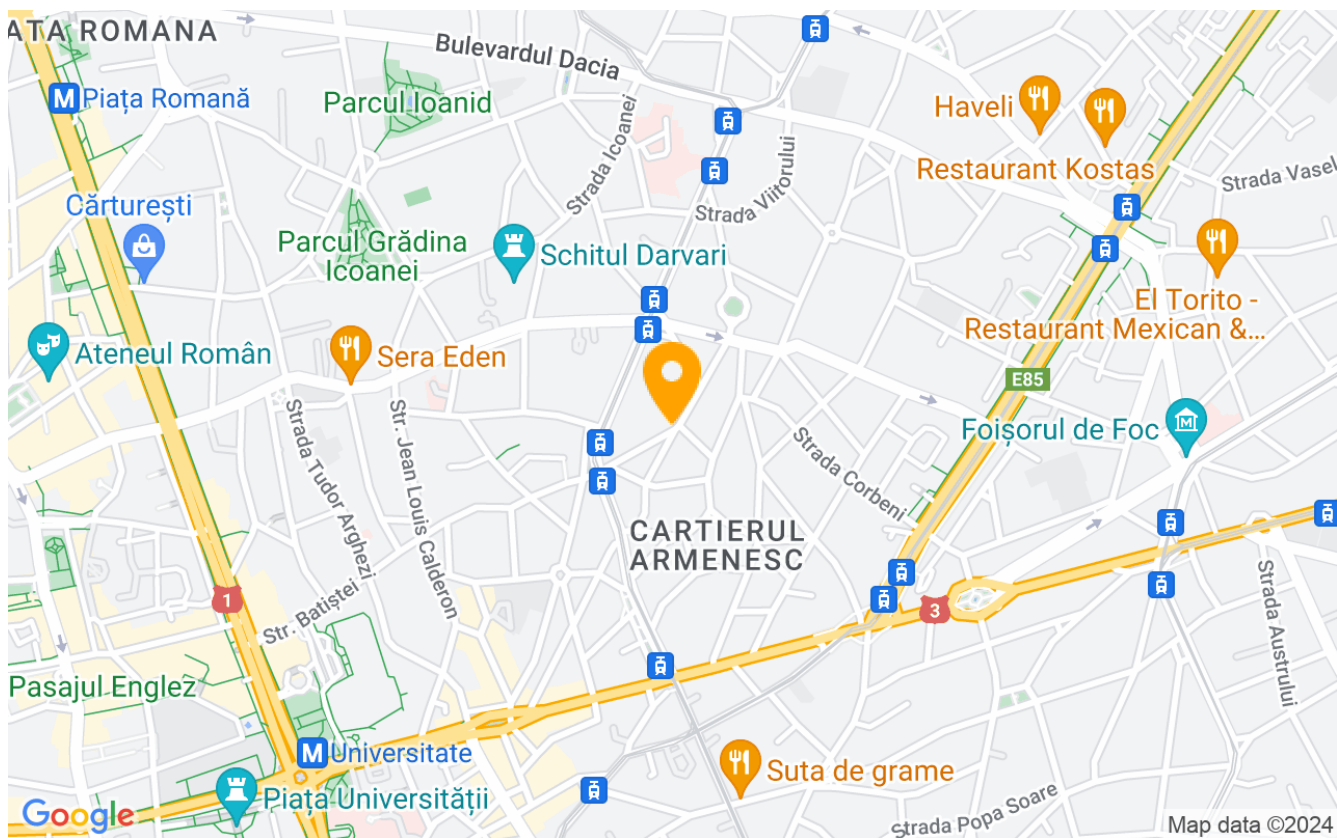 ATA ROMANA
Bulevardul Dacia
M Piața Romană
Parcul Ioanid
Strada Icoanei
Haveli
Restaurant Kostas
Strada Vasel
Strada Viitorului
Cărturești
Parcul Grădina
Icoanei
Schitul Darvari
El Torito -
Restaurant Mexican &...
Ateneul Român
Sera Eden
E85
Strada Tudor Arghezi
Str. Jean Louis Calderon
Foișorul de Foc
M
Strada Corbeni
CARTIERUL
ARMENESC
1
3
Str. Batiștei
Strada Austrului
Pasajul Englez
M Universitate
Suta de grame
Piața Universității
Strada Popa Soare
Google
Map data ©2024